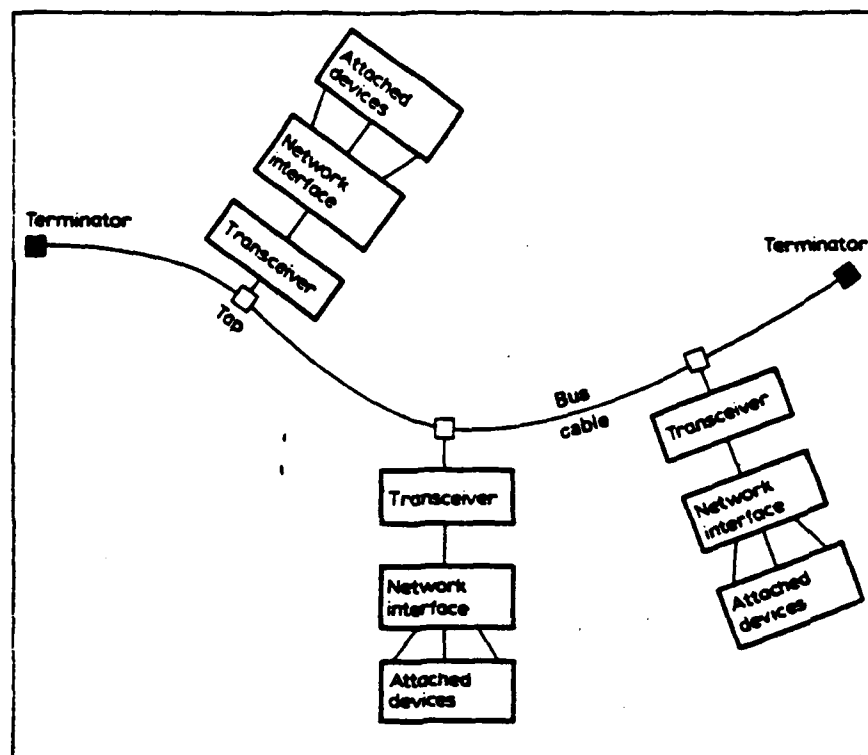 Attached
devices
Network
interface
Transceiver
Terminator
Tap
Terminator
Bus
cable
Transceiver
Network
interface
Attached
devices
Transceiver
Network
interface
Attached
devices